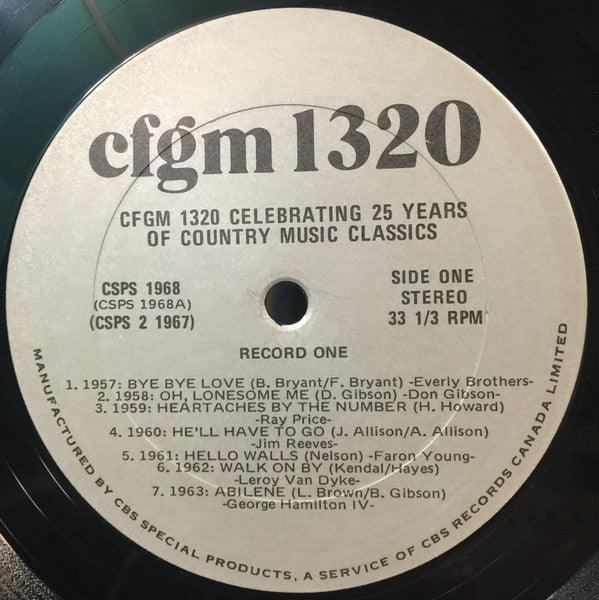 cfgm 1320
CFGM 1320 CELEBRATING 25 YEARS
OF COUNTRY MUSIC CLASSICS
CSPS 1968
(CSPS 1968A)
(CSPS 2 1967)
SIDE ONE
STEREO
33 1/3 RPM
RECORD ONE
1. 1957: BYE BYE LOVE (B. Bryant/F. Bryant) -Everly Brothers-
2. 1958: OH, LONESOME ME (D. Gibson) -Don Gibson-
3. 1959: HEARTACHES BY THE NUMBER (H. Howard)
-Ray Price-
4. 1960: HE'LL HAVE TO GO (J. Allison/A. Allison)
-Jim Reeves-
5. 1961: HELLO WALLS (Nelson) -Faron Young-
6. 1962: WALK ON BY (Kendal/Hayes)
-Leroy Van Dyke-
7. 1963: ABILENE (L. Brown/B. Gibson)
-George Hamilton IV-
MANUFACTURED BY CBS SPECIAL PRODUCTS, A SERVICE OF CBS RECORDS CANADA LIMITED